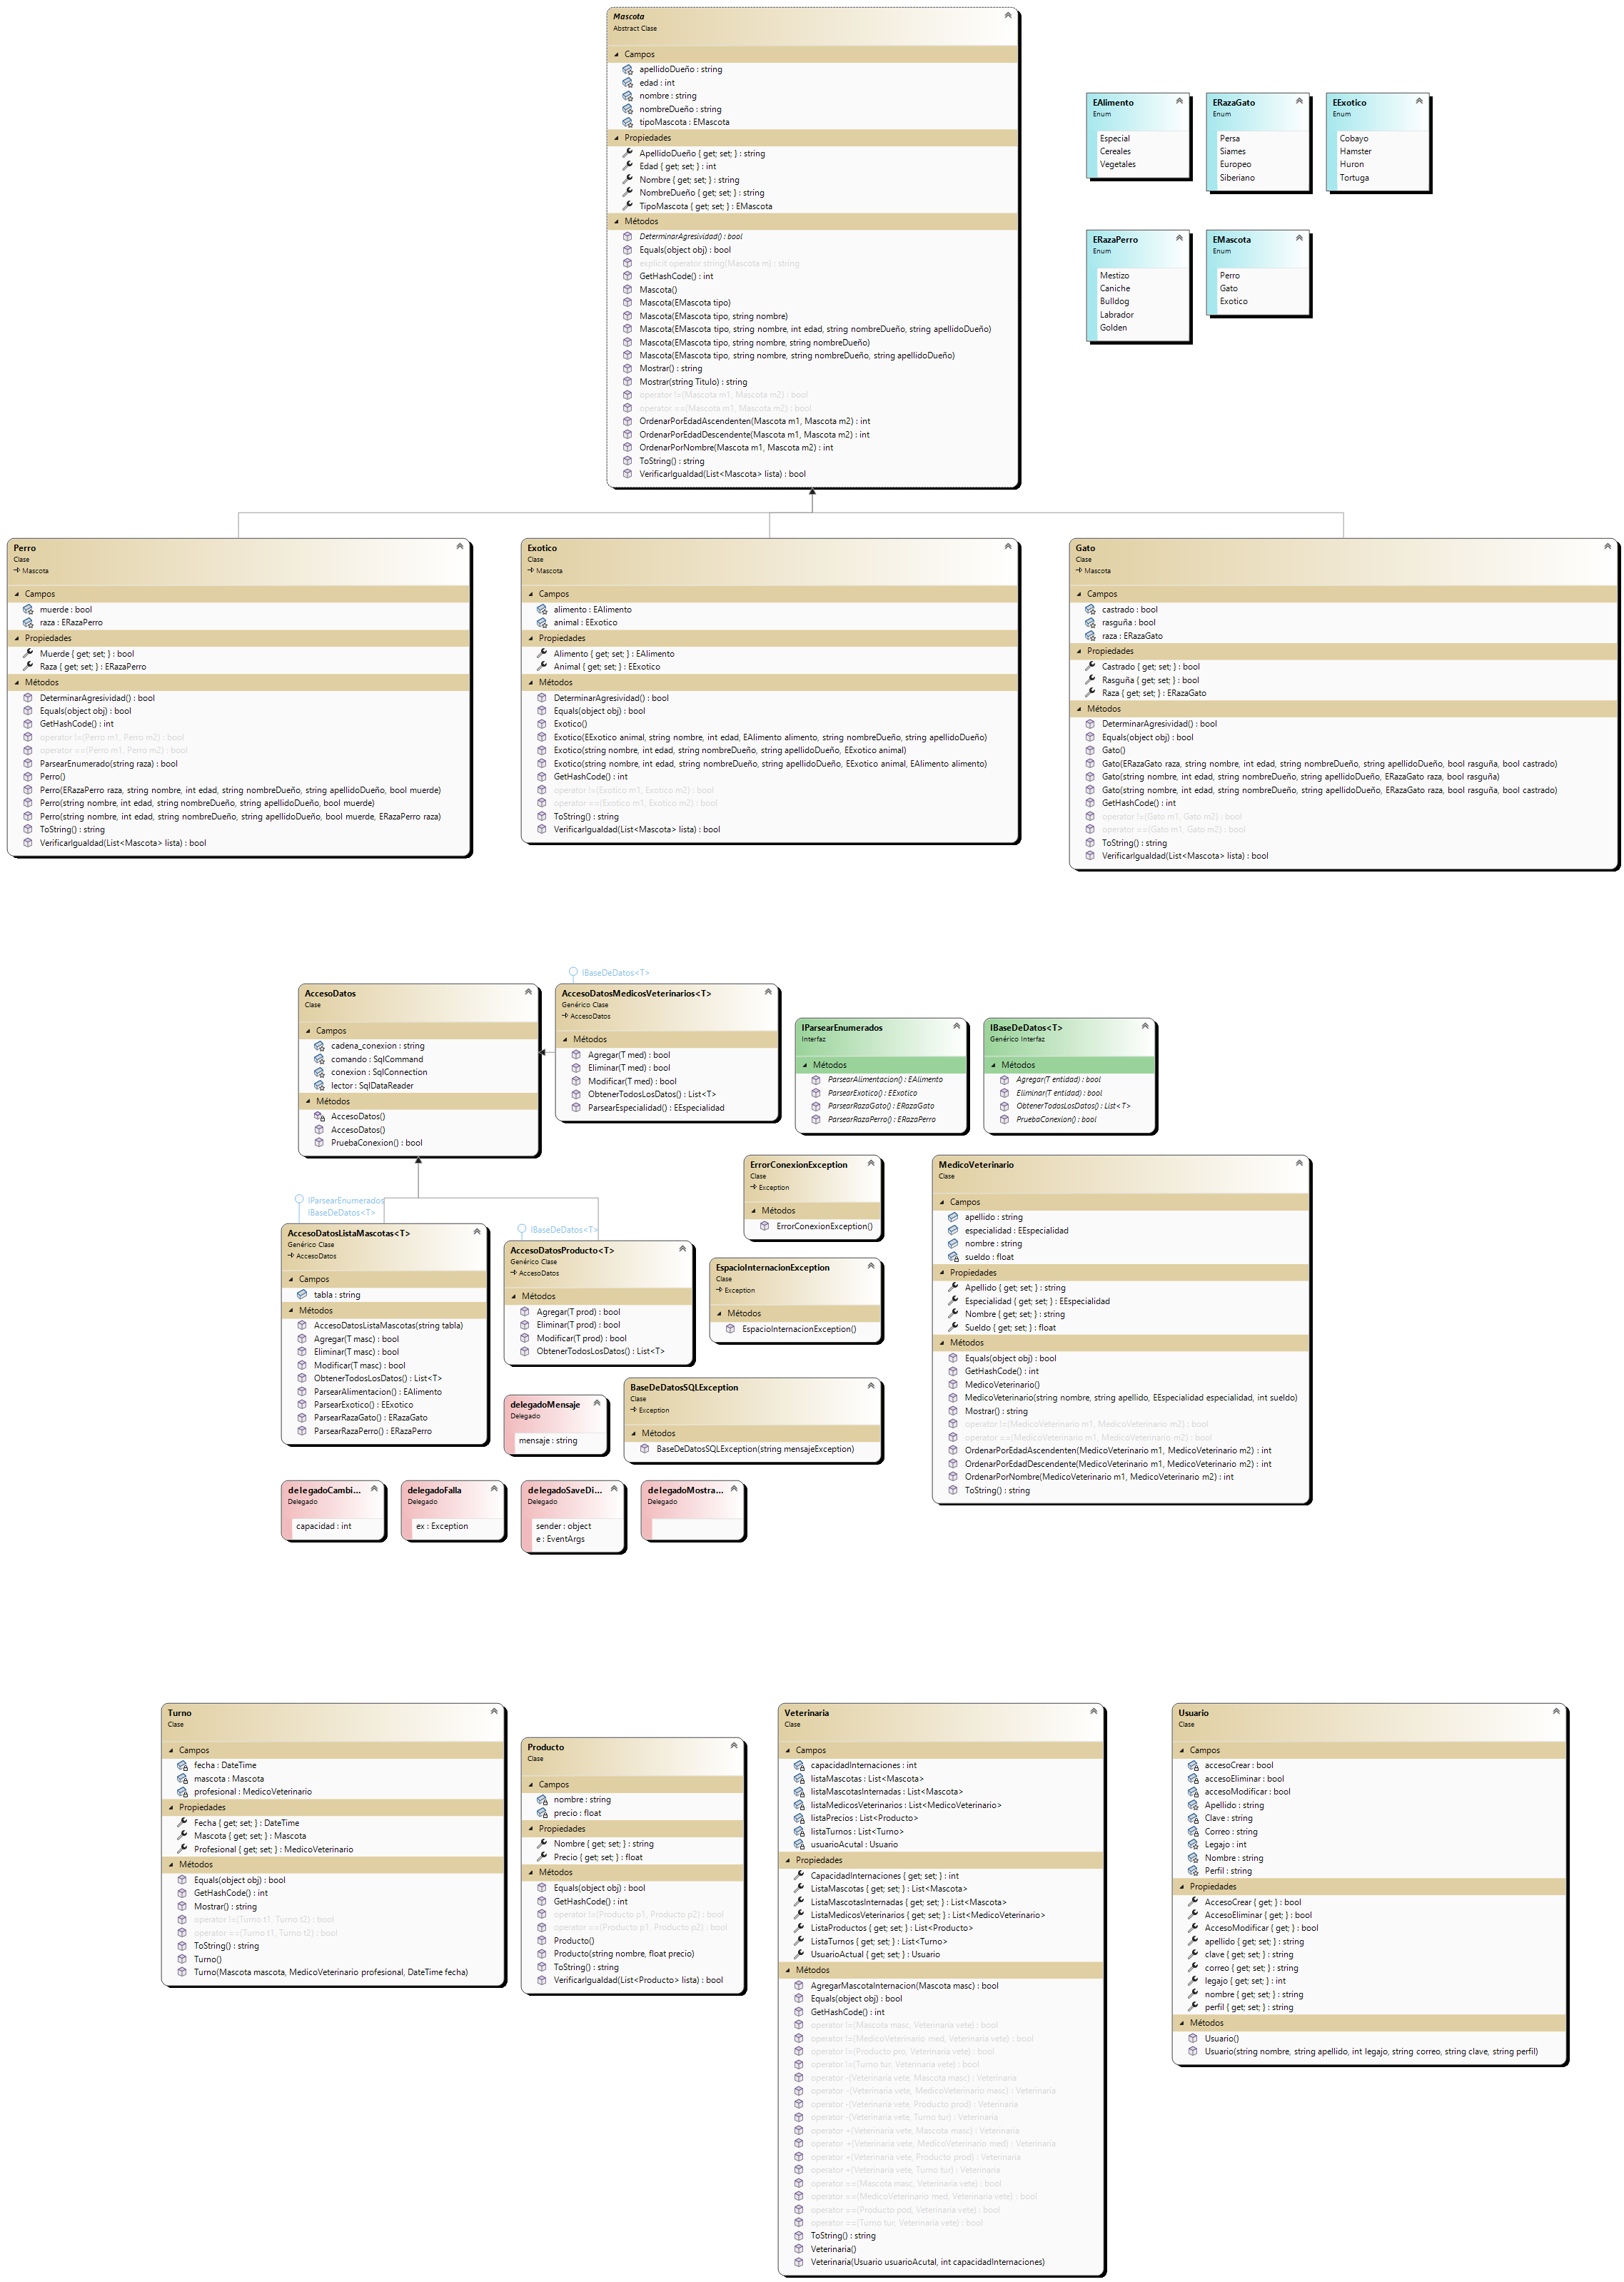 Mascota
Abstract Clase
Campos
apellidoDueño : string
edad : int
nombre : string
nombreDueño : string
tipoMascota : EMascota
Propiedades
ApellidoDueño { get; set; } : string
Edad { get; set; } : int
Nombre { get; set; } : string
NombreDueño { get; set; } : string
TipoMascota { get; set; } : EMascota
Métodos
DeterminarAgresividad() : bool
Equals(object obj) : bool
explicit operator string(Mascota m) : string
GetHashCode() : int
Mascota()
Mascota(EMascota tipo)
Mascota(EMascota tipo, string nombre)
Mascota(EMascota tipo, string nombre, int edad, string nombreDueño, string apellidoDueño)
Mascota(EMascota tipo, string nombre, string nombreDueño)
Mascota(EMascota tipo, string nombre, string nombreDueño, string apellidoDueño)
Mostrar() : string
Mostrar(string Titulo) : string
operator !=(Mascota m1, Mascota m2) : bool
operator ==(Mascota m1, Mascota m2) : bool
OrdenarPorEdadAscendenten(Mascota m1, Mascota m2) : int
OrdenarPorEdadDescendente(Mascota m1, Mascota m2) : int
OrdenarPorNombre(Mascota m1, Mascota m2) : int
ToString() : string
VerificarIgualdad(List<Mascota> lista) : bool
EAlimento
Enum
Especial
Cereales
Vegetales
ERazaGato
Enum
Persa
Siames
Europeo
Siberiano
EExotico
Enum
Cobayo
Hamster
Huron
Tortuga
ERazaPerro
Enum
Mestizo
Caniche
Bulldog
Labrador
Golden
EMascota
Enum
Perro
Gato
Exotico
Perro
Clase
Mascota
Campos
muerde : bool
raza : ERazaPerro
Propiedades
Muerde { get; set; } : bool
Raza { get; set; } : ERazaPerro
Métodos
DeterminarAgresividad() : bool
Equals(object obj) : bool
GetHashCode() : int
operator !=(Perro m1, Perro m2) : bool
operator ==(Perro m1, Perro m2) : bool
ParsearEnumerado(string raza) : bool
Perro()
Perro(ERazaPerro raza, string nombre, int edad, string nombreDueño, string apellidoDueño, bool muerde)
Perro(string nombre, int edad, string nombreDueño, string apellidoDueño, bool muerde)
Perro(string nombre, int edad, string nombreDueño, string apellidoDueño, bool muerde, ERazaPerro raza)
ToString() : string
VerificarIgualdad(List<Mascota> lista) : bool
Exotico
Clase
Mascota
Campos
alimento : EAlimento
animal : EExotico
Propiedades
Alimento { get; set; } : EAlimento
Animal { get; set; } : EExotico
Métodos
DeterminarAgresividad() : bool
Equals(object obj) : bool
Exotico()
Exotico(EExotico animal, string nombre, int edad, EAlimento alimento, string nombreDueño, string apellidoDueño)
Exotico(string nombre, int edad, string nombreDueño, string apellidoDueño, EExotico animal)
Exotico(string nombre, int edad, string nombreDueño, string apellidoDueño, EExotico animal, EAlimento alimento)
GetHashCode() : int
operator !=(Exotico m1, Exotico m2) : bool
operator ==(Exotico m1, Exotico m2) : bool
ToString() : string
VerificarIgualdad(List<Mascota> lista) : bool
Gato
Clase
Mascota
Campos
castrado : bool
rasguña : bool
raza : ERazaGato
Propiedades
Castrado { get; set; } : bool
Rasguña { get; set; } : bool
Raza { get; set; } : ERazaGato
Métodos
DeterminarAgresividad() : bool
Equals(object obj) : bool
Gato()
Gato(ERazaGato raza, string nombre, int edad, string nombreDueño, string apellidoDueño, bool rasguña, bool castrado)
Gato(string nombre, int edad, string nombreDueño, string apellidoDueño, ERazaGato raza, bool rasguña)
Gato(string nombre, int edad, string nombreDueño, string apellidoDueño, ERazaGato raza, bool rasguña, bool castrado)
GetHashCode() : int
operator !=(Gato m1, Gato m2) : bool
operator ==(Gato m1, Gato m2) : bool
ToString() : string
VerificarIgualdad(List<Mascota> lista) : bool
AccesoDatos
Clase
Campos
cadena_conexion : string
comando : SqlCommand
conexion : SqlConnection
lector : SqlDataReader
Métodos
AccesoDatos()
AccesoDatos()
PruebaConexion() : bool
IBaseDeDatos<T>
AccesoDatosMedicosVeterinarios<T>
Genérico Clase
AccesoDatos
Métodos
Agregar(T med) : bool
Eliminar(T med) : bool
Modificar(T med) : bool
ObtenerTodosLosDatos() : List<T>
ParsearEspecialidad() : EEspecialidad
IParsearEnumerados
Interfaz
Métodos
ParsearAlimentacion() : EAlimento
ParsearExotico() : EExotico
ParsearRazaGato() : ERazaGato
ParsearRazaPerro() : ERazaPerro
IBaseDeDatos<T>
Genérico Interfaz
Métodos
Agregar(T entidad) : bool
Eliminar(T entidad) : bool
ObtenerTodosLosDatos() : List<T>
PruebaConexion() : bool
IParsearEnumerados
IBaseDeDatos<T>
AccesoDatosListaMascotas<T>
Genérico Clase
AccesoDatos
Campos
tabla : string
Métodos
AccesoDatosListaMascotas(string tabla)
Agregar(T masc) : bool
Eliminar(T masc) : bool
Modificar(T masc) : bool
ObtenerTodosLosDatos() : List<T>
ParsearAlimentacion() : EAlimento
ParsearExotico() : EExotico
ParsearRazaGato() : ERazaGato
ParsearRazaPerro() : ERazaPerro
IBaseDeDatos<T>
AccesoDatosProducto<T>
Genérico Clase
AccesoDatos
Métodos
Agregar(T prod) : bool
Eliminar(T prod) : bool
Modificar(T prod) : bool
ObtenerTodosLosDatos() : List<T>
ErrorConexionException
Clase
Exception
Métodos
ErrorConexionException()
EspacioInternacionException
Clase
Exception
Métodos
EspacioInternacionException()
BaseDeDatosSQLException
Clase
Exception
Métodos
BaseDeDatosSQLException(string mensajeException)
delegadoMensaje
Delegado
mensaje : string
delegadoCambi...
Delegado
capacidad : int
delegadoFalla
Delegado
ex : Exception
delegadoSaveDi...
Delegado
sender : object
e : EventArgs
delegadoMostra...
Delegado
MedicoVeterinario
Clase
Campos
apellido : string
especialidad : EEspecialidad
nombre : string
sueldo : float
Propiedades
Apellido { get; set; } : string
Especialidad { get; set; } : EEspecialidad
Nombre { get; set; } : string
Sueldo { get; set; } : float
Métodos
Equals(object obj) : bool
GetHashCode() : int
MedicoVeterinario()
MedicoVeterinario(string nombre, string apellido, EEspecialidad especialidad, int sueldo)
Mostrar() : string
operator !=(MedicoVeterinario m1, MedicoVeterinario m2) : bool
operator ==(MedicoVeterinario m1, MedicoVeterinario m2) : bool
OrdenarPorEdadAscendenten(MedicoVeterinario m1, MedicoVeterinario m2) : int
OrdenarPorEdadDescendente(MedicoVeterinario m1, MedicoVeterinario m2) : int
OrdenarPorNombre(MedicoVeterinario m1, MedicoVeterinario m2) : int
ToString() : string
Turno
Clase
Campos
fecha : DateTime
mascota : Mascota
profesional : MedicoVeterinario
Propiedades
Fecha { get; set; } : DateTime
Mascota { get; set; } : Mascota
Profesional { get; set; } : MedicoVeterinario
Métodos
Equals(object obj) : bool
GetHashCode() : int
Mostrar() : string
operator !=(Turno t1, Turno t2) : bool
operator ==(Turno t1, Turno t2) : bool
ToString() : string
Turno()
Turno(Mascota mascota, MedicoVeterinario profesional, DateTime fecha)
Producto
Clase
Campos
nombre : string
precio : float
Propiedades
Nombre { get; set; } : string
Precio { get; set; } : float
Métodos
Equals(object obj) : bool
GetHashCode() : int
operator !=(Producto p1, Producto p2) : bool
operator ==(Producto p1, Producto p2) : bool
Producto()
Producto(string nombre, float precio)
ToString() : string
VerificarIgualdad(List<Producto> lista) : bool
Veterinaria
Clase
Campos
capacidadInternaciones : int
listaMascotas : List<Mascota>
listaMascotasInternadas : List<Mascota>
listaMedicosVeterinarios : List<MedicoVeterinario>
listaPrecios : List<Producto>
listaTurnos : List<Turno>
usuarioAcutal : Usuario
Propiedades
CapacidadInternaciones { get; set; } : int
ListaMascotas { get; set; } : List<Mascota>
ListaMascotasInternadas { get; set; } : List<Mascota>
ListaMedicosVeterinarios { get; set; } : List<MedicoVeterinario>
ListaProductos { get; set; } : List<Producto>
ListaTurnos { get; set; } : List<Turno>
UsuarioActual { get; set; } : Usuario
Métodos
AgregarMascotaInternacion(Mascota masc) : bool
Equals(object obj) : bool
GetHashCode() : int
operator !=(Mascota masc, Veterinaria vete) : bool
operator !=(MedicoVeterinario med, Veterinaria vete) : bool
operator !=(Producto pro, Veterinaria vete) : bool
operator !=(Turno tur, Veterinaria vete) : bool
operator -(Veterinaria vete, Mascota masc) : Veterinaria
operator -(Veterinaria vete, MedicoVeterinario masc) : Veterinaria
operator -(Veterinaria vete, Producto prod) : Veterinaria
operator -(Veterinaria vete, Turno tur) : Veterinaria
operator +(Veterinaria vete, Mascota masc) : Veterinaria
operator +(Veterinaria vete, MedicoVeterinario med) : Veterinaria
operator +(Veterinaria vete, Producto prod) : Veterinaria
operator +(Veterinaria vete, Turno tur) : Veterinaria
operator ==(Mascota masc, Veterinaria vete) : bool
operator ==(MedicoVeterinario med, Veterinaria vete) : bool
operator ==(Producto pod, Veterinaria vete) : bool
operator ==(Turno tur, Veterinaria vete) : bool
ToString() : string
Veterinaria()
Veterinaria(Usuario usuarioAcutal, int capacidadInternaciones)
Usuario
Clase
Campos
accesoCrear : bool
accesoEliminar : bool
accesoModificar : bool
Apellido : string
Clave : string
Correo : string
Legajo : int
Nombre : string
Perfil : string
Propiedades
AccesoCrear { get; } : bool
AccesoEliminar { get; } : bool
AccesoModificar { get; } : bool
apellido { get; set; } : string
clave { get; set; } : string
correo { get; set; } : string
legajo { get; set; } : int
nombre { get; set; } : string
perfil { get; set; } : string
Métodos
Usuario()
Usuario(string nombre, string apellido, int legajo, string correo, string clave, string perfil)